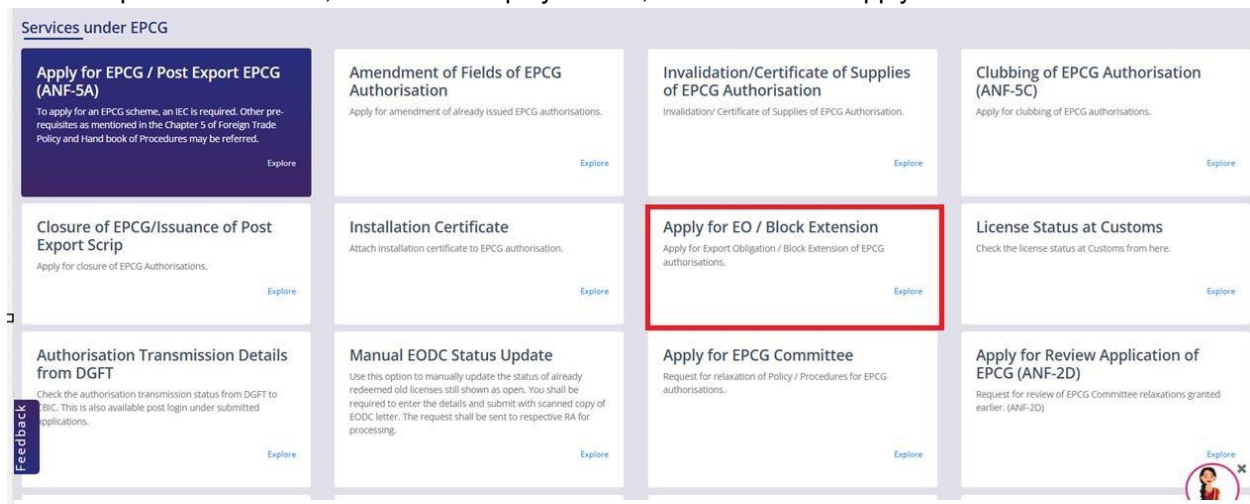 Services under EPCG
Apply for EPCG / Post Export EPCG
(ANF-5A)
To apply for an EPCG scheme, an IEC is required. Other pre-
requisites as mentioned in the Chapter 5 of Foreign Trade
Policy and Hand book of Procedures may be referred.
Explore
Amendment of Fields of EPCG
Authorisation
Apply for amendment of already issued EPCG authorisations.
Explore
Invalidation/Certificate of Supplies
of EPCG Authorisation
Invalidation/ Certificate of Supplies of EPCG Authorisation.
Explore
Clubbing of EPCG Authorisation
(ANF-5C)
Apply for clubbing of EPCG authorisations.
Explore
Closure of EPCG/Issuance of Post
Export Scrip
Apply for closure of EPCG Authorisations.
Explore
Installation Certificate
Attach installation certificate to EPCG authorisation.
Explore
Apply for EO / Block Extension
Apply for Export Obligation / Block Extension of EPCG
authorisations.
Explore
License Status at Customs
Check the license status at Customs from here.
Explore
Authorisation Transmission Details
from DGFT
Check the authorisation transmission status from DGFT to
CBIC. This is also available post login under submitted
applications.
Explore
Manual EODC Status Update
Use this option to manually update the status of already
redeemed old licenses still shown as open. You shall be
required to enter the details and submit with scanned copy of
EODC letter. The request shall be sent to respective RA for
processing.
Explore
Apply for EPCG Committee
Request for relaxation of Policy / Procedures for EPCG
authorisations.
Explore
Apply for Review Application of
EPCG (ANF-2D)
Request for review of EPCG Committee relaxations granted
earlier. (ANF-2D)
Explore
Feedback